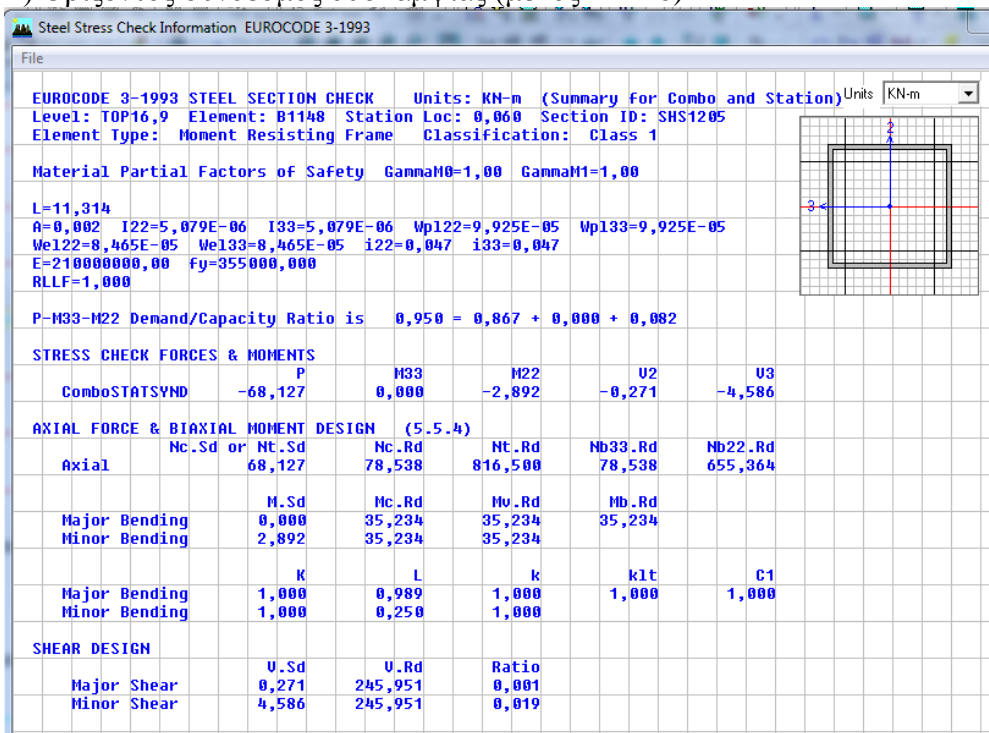 Steel Stress Check Information EUROCODE 3-1993
File
EUROCODE 3-1993 STEEL SECTION CHECK Units: KN-m (Summary for Combo and Station) Units KN-m
Level: TOP16,9 Element: B1148 Station Loc: 0,060 Section ID: SHS1205
Element Type: Moment Resisting Frame Classification: Class 1
2
Material Partial Factors of Safety GammaM0=1,00 GammaM1=1,00
3
L=11,314
A=0,002 I22=5,079E-06 I33=5,079E-06 Wpl22=9,925E-05 Wpl33=9,925E-05
Wel22=8,465E-05 Wel33=8,465E-05 i22=0,047 i33=0,047
E=210000000,00 fy=355000,000
RLLF=1,000
P-M33-M22 Demand/Capacity Ratio is 0,950 = 0,867 + 0,000 + 0,082
STRESS CHECK FORCES & MOMENTS
P M33 M22 V2 V3
ComboSTATSYND -68,127 0,000 -2,892 -0,271 -4,586
AXIAL FORCE & BIAXIAL MOMENT DESIGN (5.5.4)
Nc.Sd or Nt.Sd Nc.Rd Nt.Rd Nb33.Rd Nb22.Rd
Axial 68,127 78,538 816,500 78,538 655,364
M.Sd Mc.Rd Mv.Rd Mb.Rd
Major Bending 0,000 35,234 35,234 35,234
Minor Bending 2,892 35,234 35,234
K L k klt C1
Major Bending 1,000 0,989 1,000 1,000 1,000
Minor Bending 1,000 0,250 1,000
SHEAR DESIGN
V.Sd V.Rd Ratio
Major Shear 0,271 245,951 0,001
Minor Shear 4,586 245,951 0,019